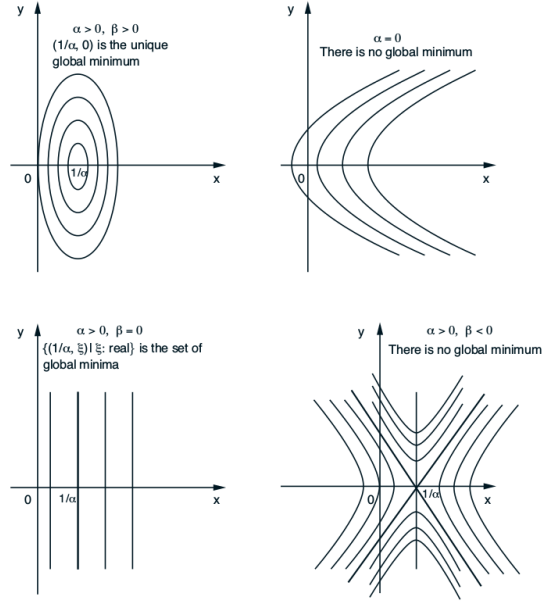 y
α > 0, β > 0
(1/α, 0) is the unique
global minimum
0
1/α
x
y
α = 0
There is no global minimum
0
x
y
α > 0, β = 0
{(1/α, ξ) | ξ: real} is the set of
global minima
0
1/α
x
y
α > 0, β < 0
There is no global minimum
0
1/α
x